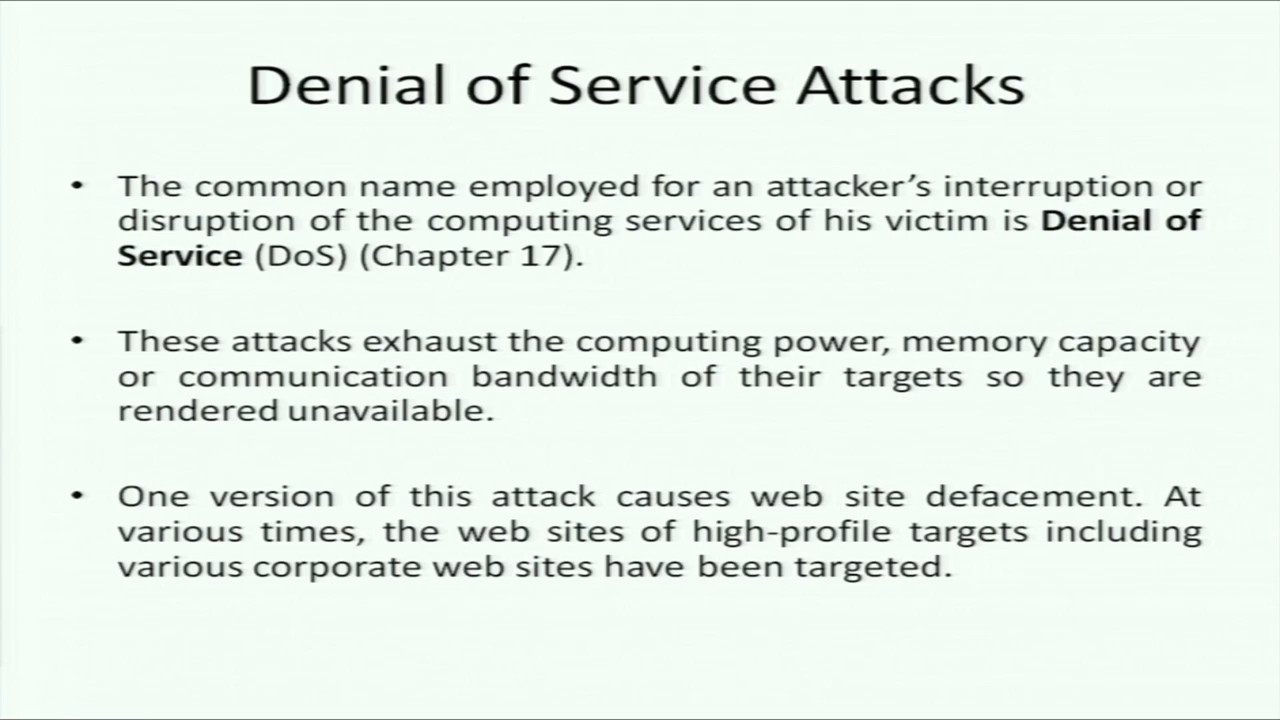 Denial of Service Attacks
• The common name employed for an attacker’s interruption or
disruption of the computing services of his victim is Denial of
Service (DoS) (Chapter 17).
• These attacks exhaust the computing power, memory capacity
or communication bandwidth of their targets so they are
rendered unavailable.
• One version of this attack causes web site defacement. At
various times, the web sites of high-profile targets including
various corporate web sites have been targeted.